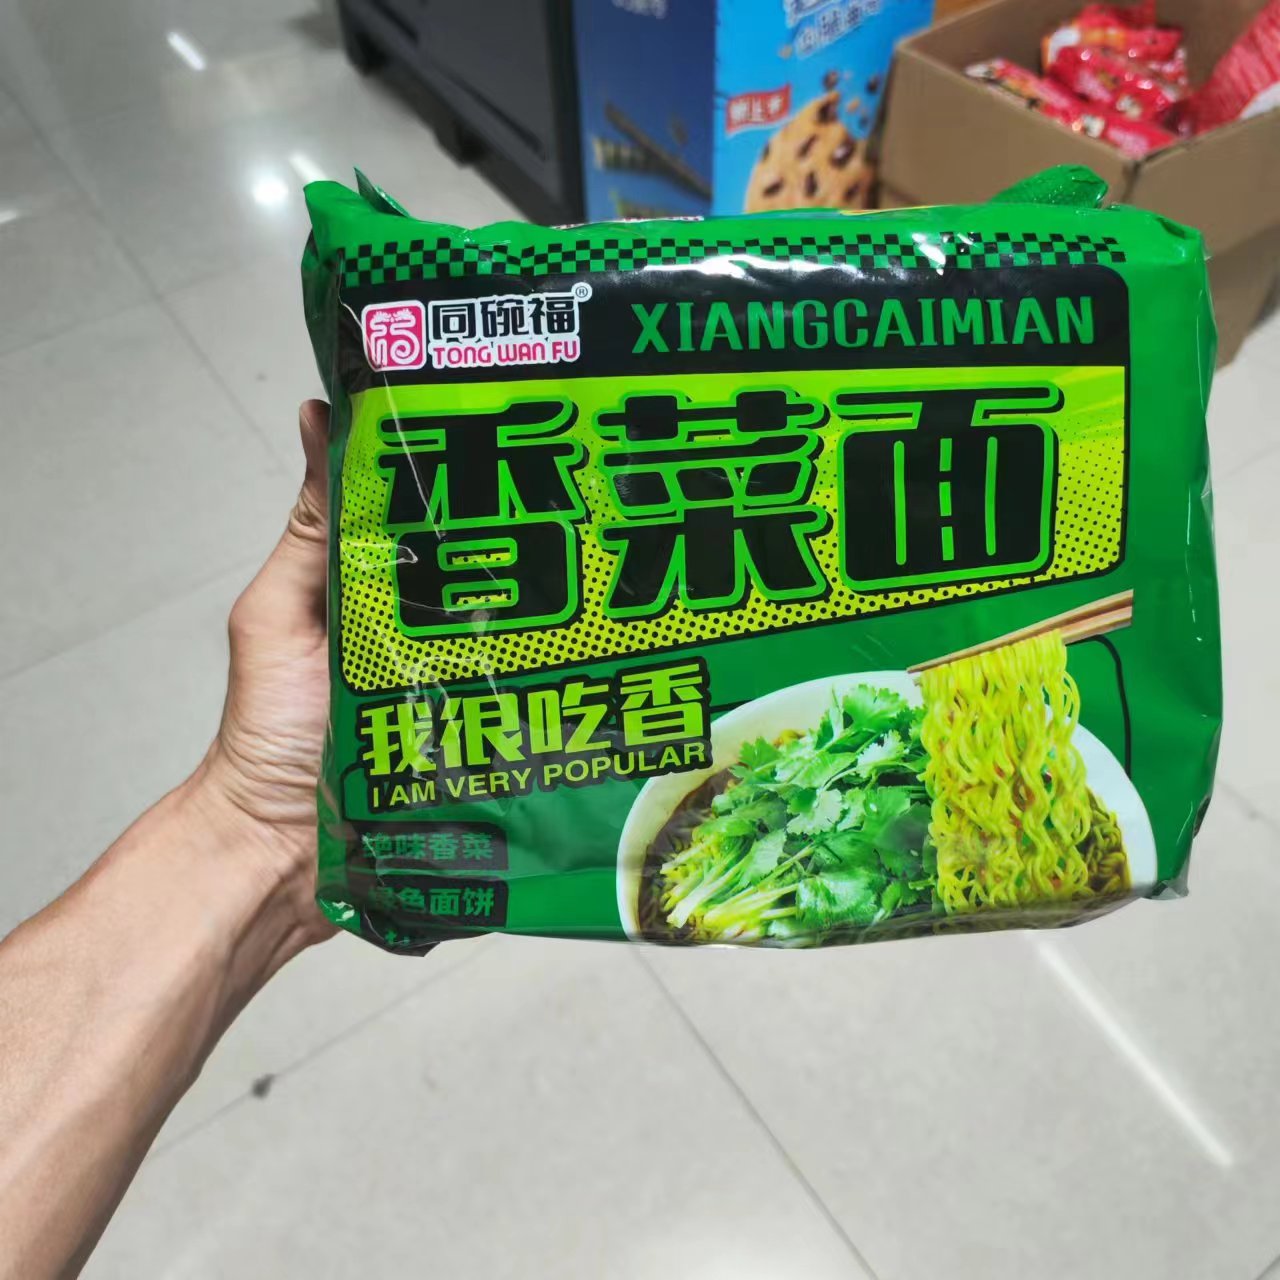 同碗福®
TONG WAN FU
XIANGCAIMIAN
香菜面
我很吃香
I AM VERY POPULAR
绝味香菜
绿色面饼